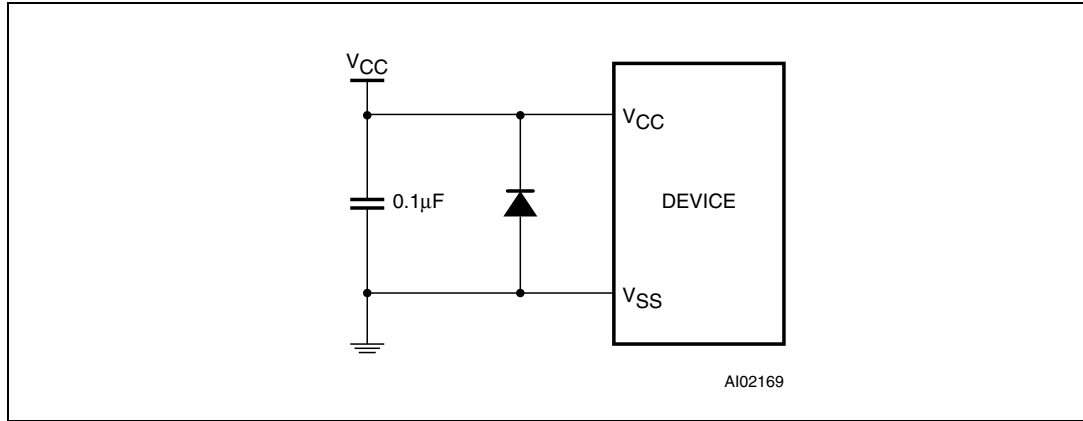 VCC
VCC
0.1μF
DEVICE
VSS
AI02169